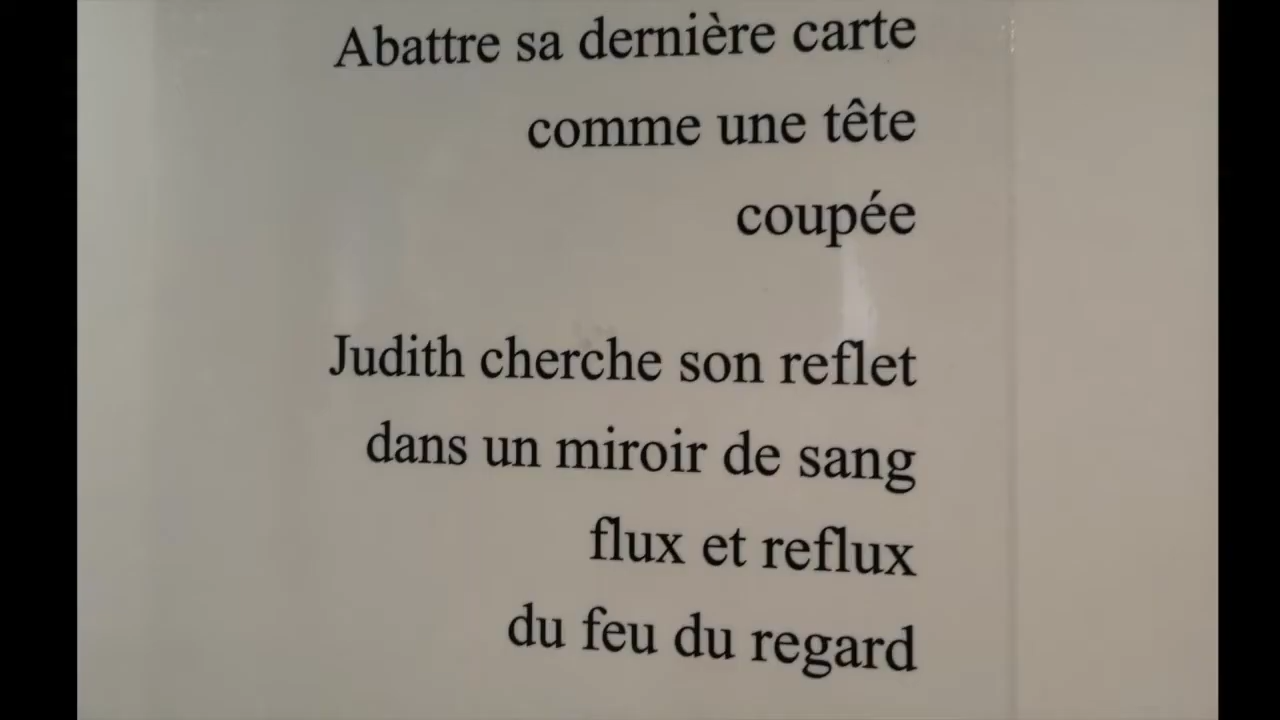 Abattre sa dernière carte
comme une tête
coupée
Judith cherche son reflet
dans un miroir de sang
flux et reflux
du feu du regard